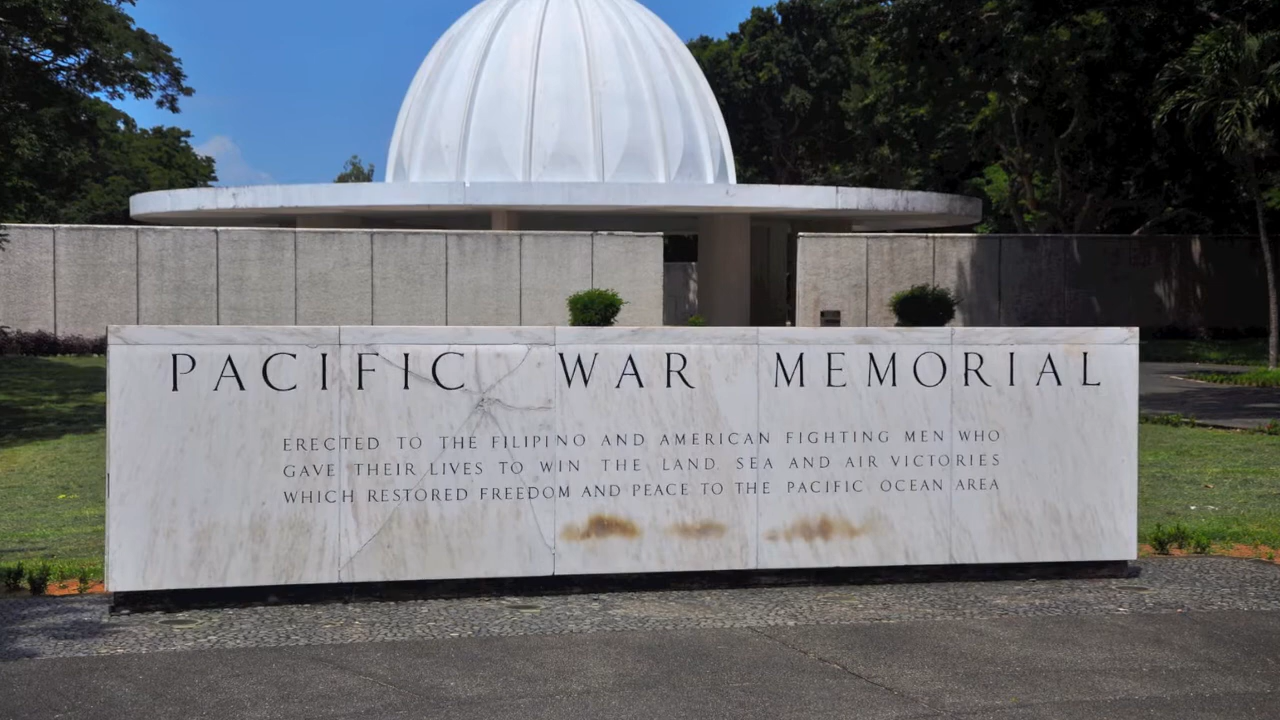 PACIFIC WAR MEMORIAL
ERECTED TO THE FILIPINO AND AMERICAN FIGHTING MEN WHO
GAVE THEIR LIVES TO WIN THE LAND SEA AND AIR VICTORIES
WHICH RESTORED FREEDOM AND PEACE TO THE PACIFIC OCEAN AREA